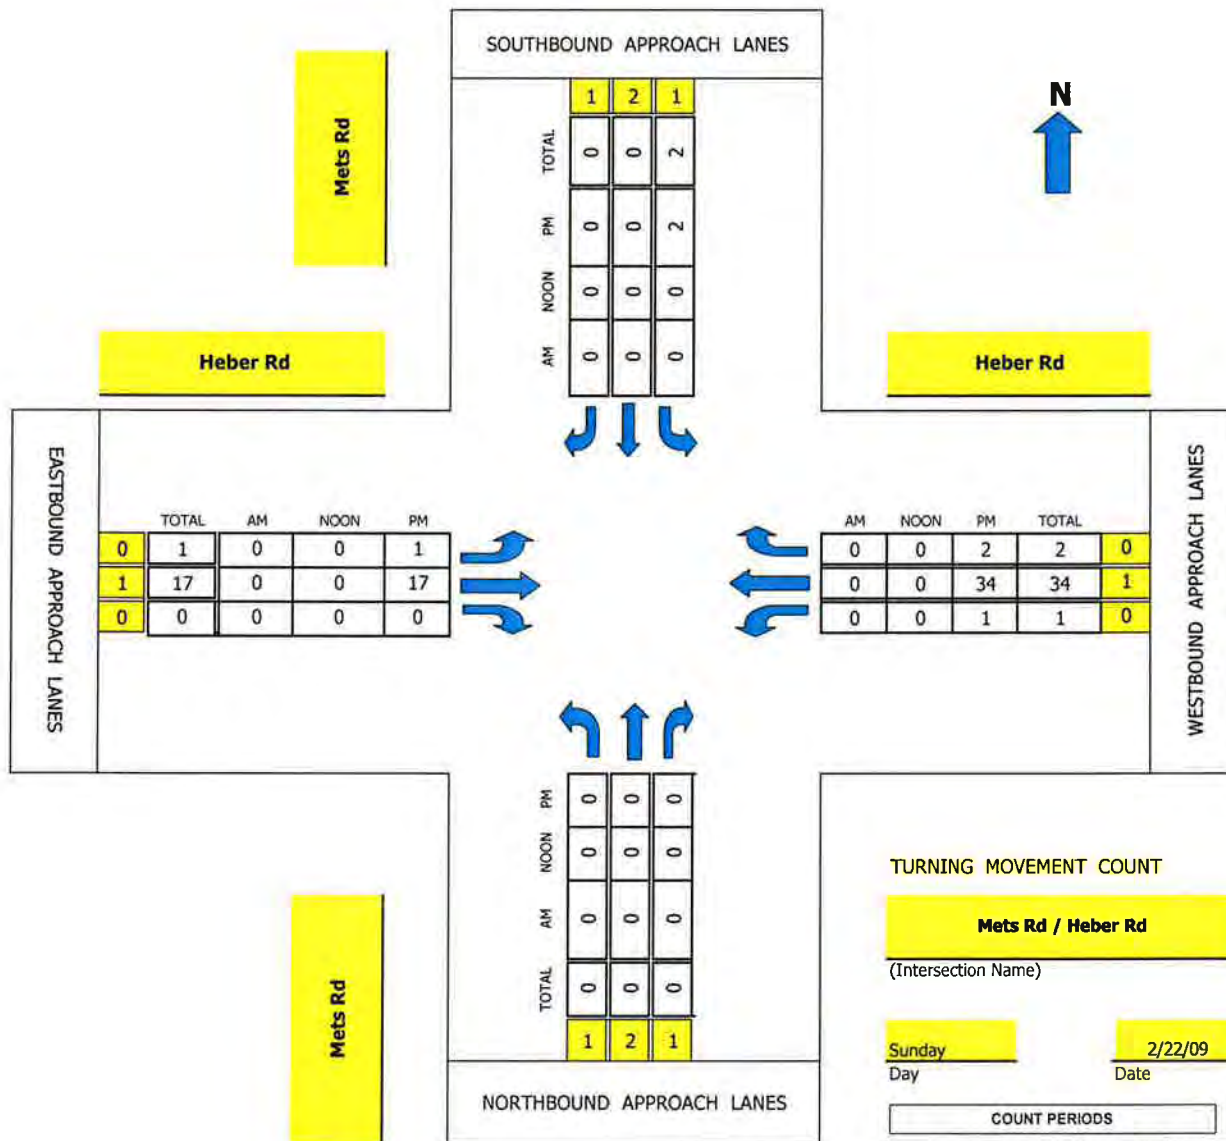 SOUTHBOUND APPROACH LANES
1 2 1
TOTAL 0 0 2
PM 0 0 2
NOON 0 0 0
AM 0 0 0
N
Mets Rd
Heber Rd
Heber Rd
EASTBOUND APPROACH LANES
TOTAL AM NOON PM
0 1 0 0 1
1 17 0 0 17
0 0 0 0 0
AM NOON PM TOTAL
0 0 2 2 0
0 0 34 34 1
0 0 1 1 0
WESTBOUND APPROACH LANES
PM 0 0 0
NOON 0 0 0
AM 0 0 0
TOTAL 0 0 0
1 2 1
NORTHBOUND APPROACH LANES
Mets Rd
TURNING MOVEMENT COUNT
Mets Rd / Heber Rd
(Intersection Name)
Sunday 2/22/09
Day Date
COUNT PERIODS